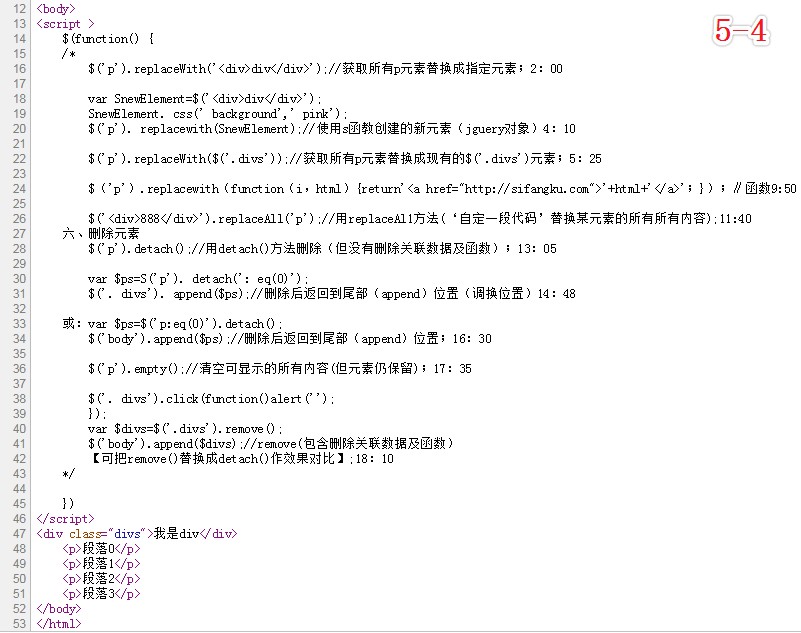 5-4
12 <body>
13 <script >
14 $(function() {
15 /*
16 $('p').replaceWith('<div>div</div>');//获取所有p元素替换成指定元素; 2: 00
17
18 var SnewElement=$('<div>div</div>');
19 SnewElement. css(' background',' pink');
20 $('p'). replacewith(SnewElement);//使用s函数创建的新元素（jguery对象）4: 10
21
22 $('p').replaceWith($('.divs'));//获取所有p元素替换成现有的$('.divs')元素; 5: 25
23
24 $（'p'）.replacewith（function（i，html）{return'<a href="http://sifangku.com">'+html+'</a>'；}）；∥函数9:50
25
26 $('<div>888</div>').replaceAll('p');//用replaceAl1方法(‘自定一段代码’替换某元素的所有所有内容);11:40
27 六、删除元素
28 $('p').detach();//用detach()方法删除（但没有删除关联数据及函数）; 13: 05
29
30 var $ps=S('p'). detach(': eq(0)');
31 $('. divs'). append($ps);//删除后返回到尾部（append）位置（调换位置）14: 48
32
33 或: var $ps=$('p:eq(0)').detach();
34 $('body').append($ps);//删除后返回到尾部（append）位置; 16: 30
35
36 $('p').empty();//清空可显示的所有内容(但元素仍保留); 17: 35
37
38 $('. divs').click(function()alert('');
39 });
40 var $divs=$('.divs').remove();
41 $('body').append($divs);//remove(包含删除关联数据及函数）
42 【可把remove()替换成detach()作效果对比】;18: 10
43 */
44
45 })
46 </script>
47 <div class="divs">我是div</div>
48 <p>段落0</p>
49 <p>段落1</p>
50 <p>段落2</p>
51 <p>段落3</p>
52 </body>
53 </html>